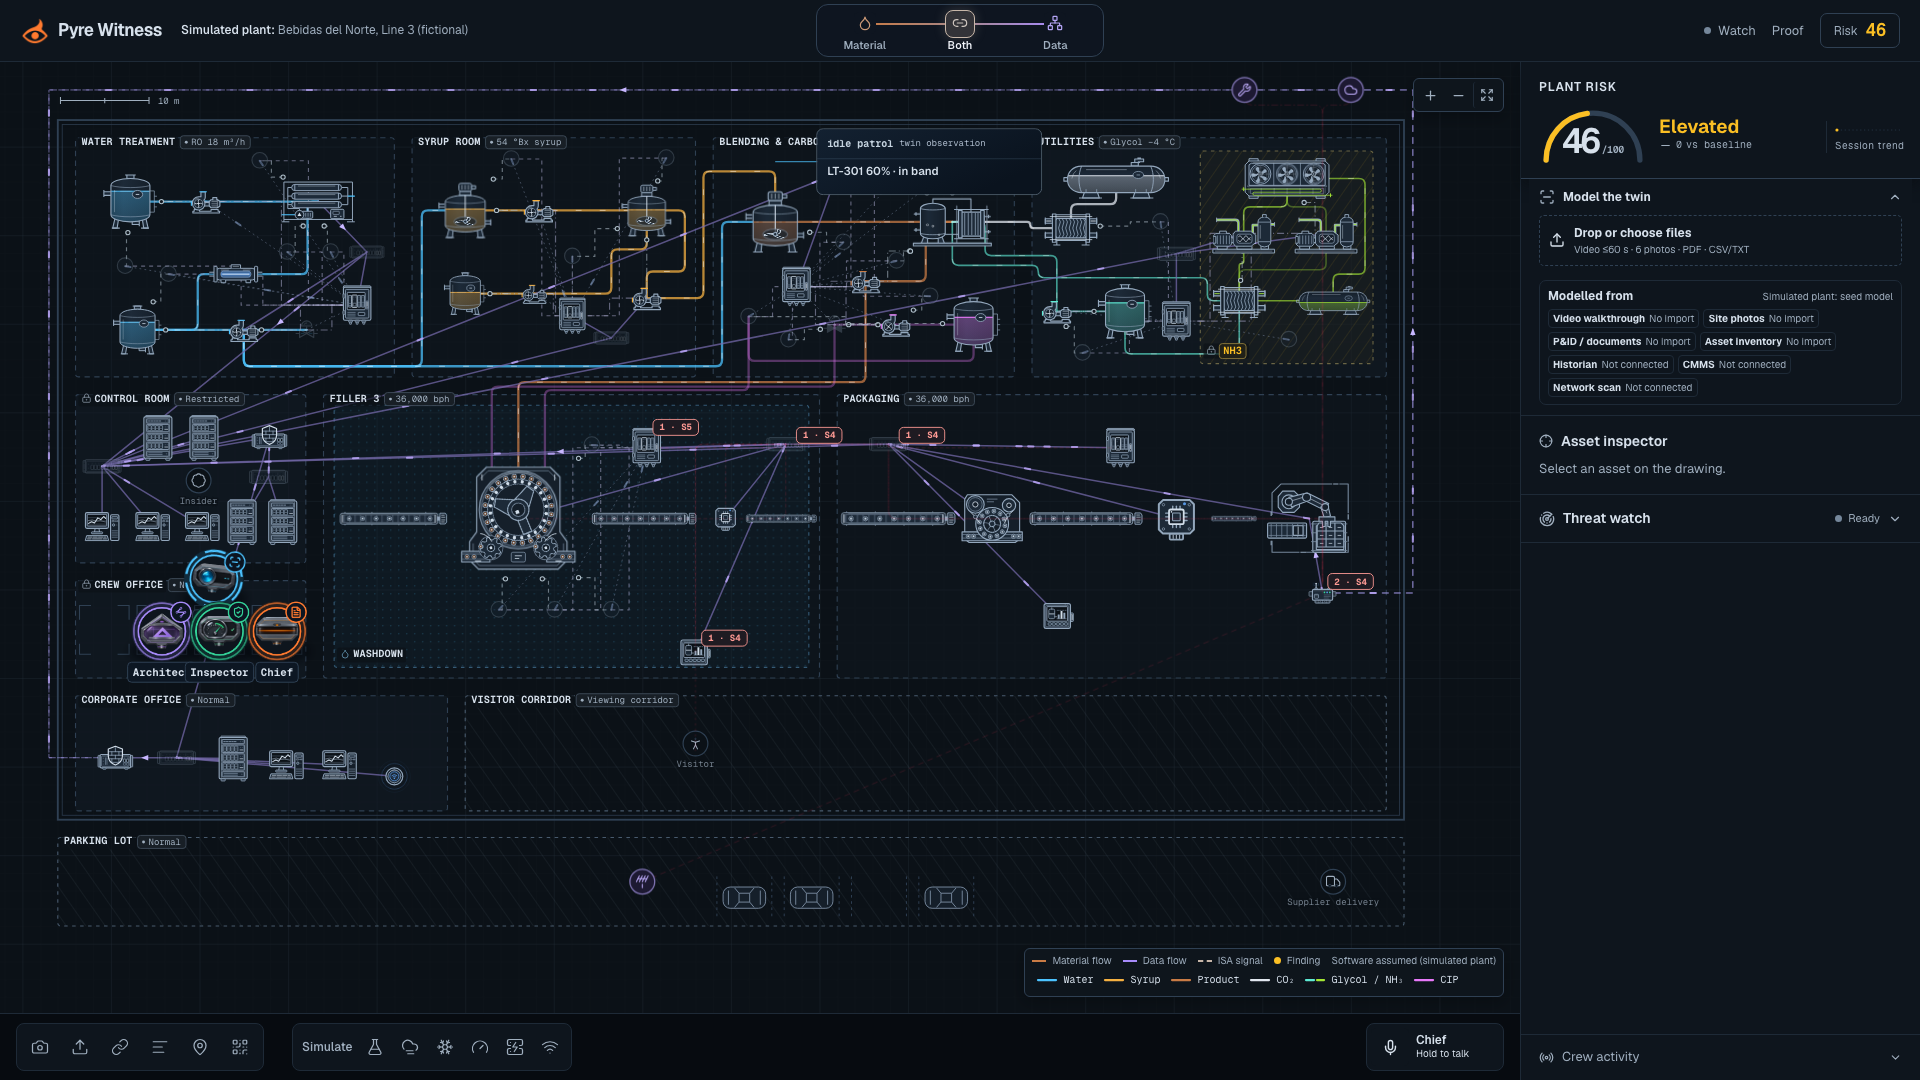 Pyre Witness
Simulated plant: Bebidas del Norte, Line 3 (fictional)
Material
Both
Data
Watch
Proof
Risk 46
10 m
WATER TREATMENT • RO 18 m³/h
SYRUP ROOM • 54 °Bx syrup
BLENDING & CARBO
UTILITIES • Glycol −4 °C
idle patrol twin observation
LT-301 60% · in band
NH3
CONTROL ROOM • Restricted
FILLER 3 • 36,000 bph
PACKAGING • 36,000 bph
1 · S5
1 · S4
1 · S4
Insider
2 · S4
CREW OFFICE • N
1 · S4
WASHDOWN
Architec
Inspector
Chief
CORPORATE OFFICE • Normal
VISITOR CORRIDOR • Viewing corridor
Visitor
PARKING LOT • Normal
Supplier delivery
Material flow
Data flow
ISA signal
Finding
Software assumed (simulated plant)
Water
Syrup
Product
CO₂
Glycol / NH₃
CIP
Simulate
Chief
Hold to talk
PLANT RISK
46/100
Elevated
— 0 vs baseline
Session trend
Model the twin
Drop or choose files
Video ≤60 s · 6 photos · PDF · CSV/TXT
Modelled from
Simulated plant: seed model
Video walkthrough No import
Site photos No import
P&ID / documents No import
Asset inventory No import
Historian Not connected
CMMS Not connected
Network scan Not connected
Asset inspector
Select an asset on the drawing.
Threat watch
Ready
Crew activity